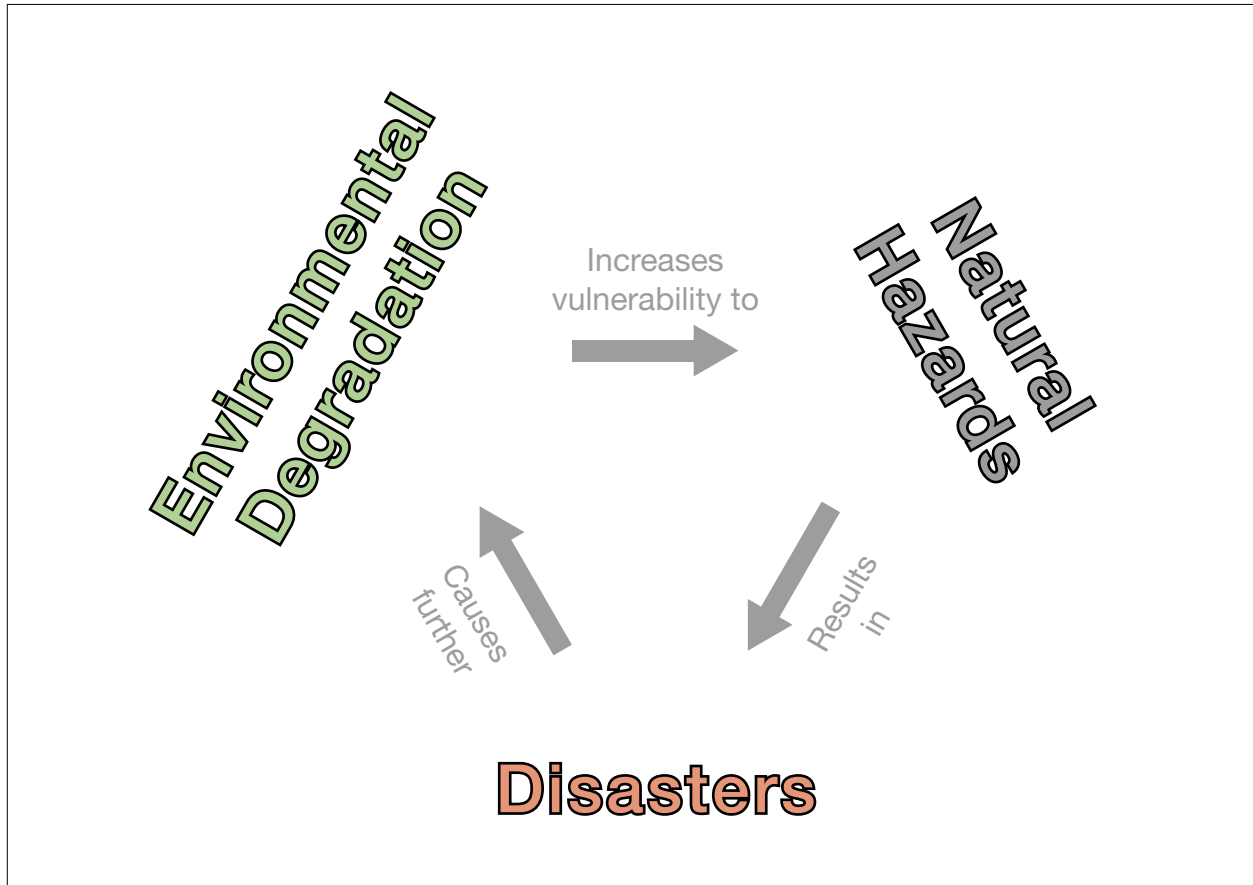 Environmental
Degradation
Increases
vulnerability to
Natural
Hazards
Results
in
Disasters
Causes
further